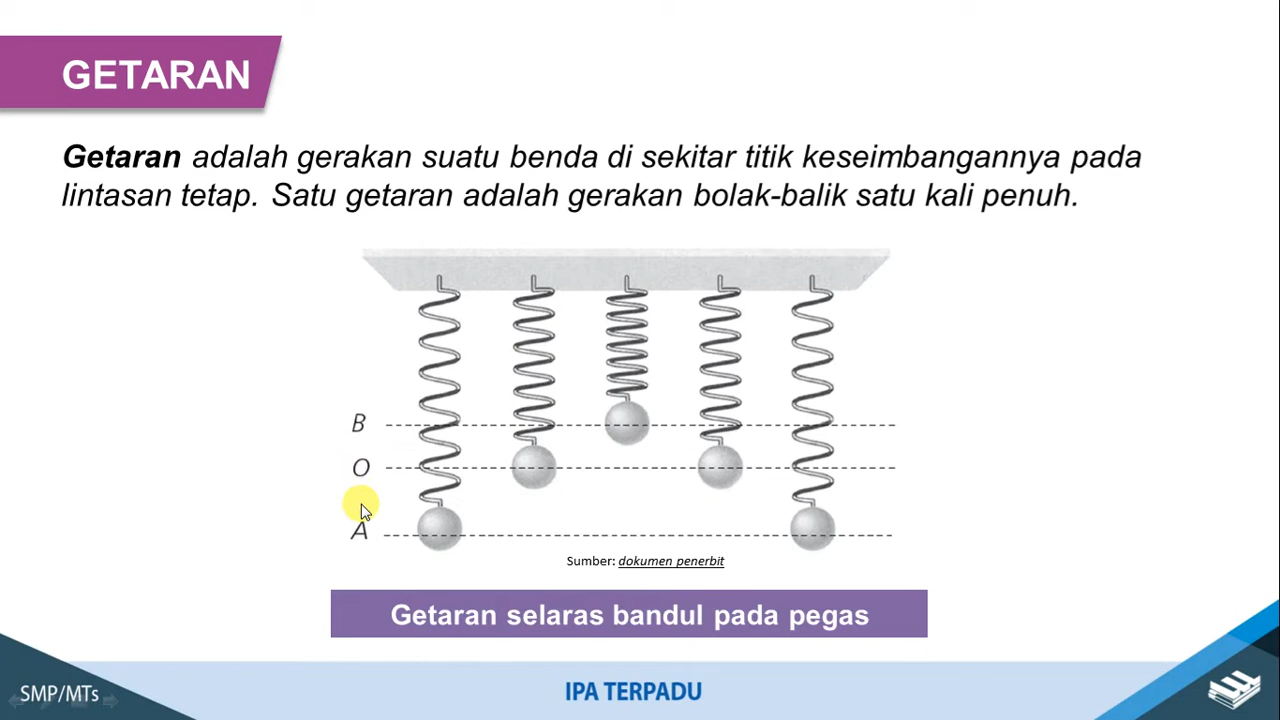 GETARAN
Getaran adalah gerakan suatu benda di sekitar titik keseimbangannya pada
lintasan tetap. Satu getaran adalah gerakan bolak-balik satu kali penuh.
B
O
A
Sumber: dokumen penerbit
Getaran selaras bandul pada pegas
SMP/MTs
IPA TERPADU